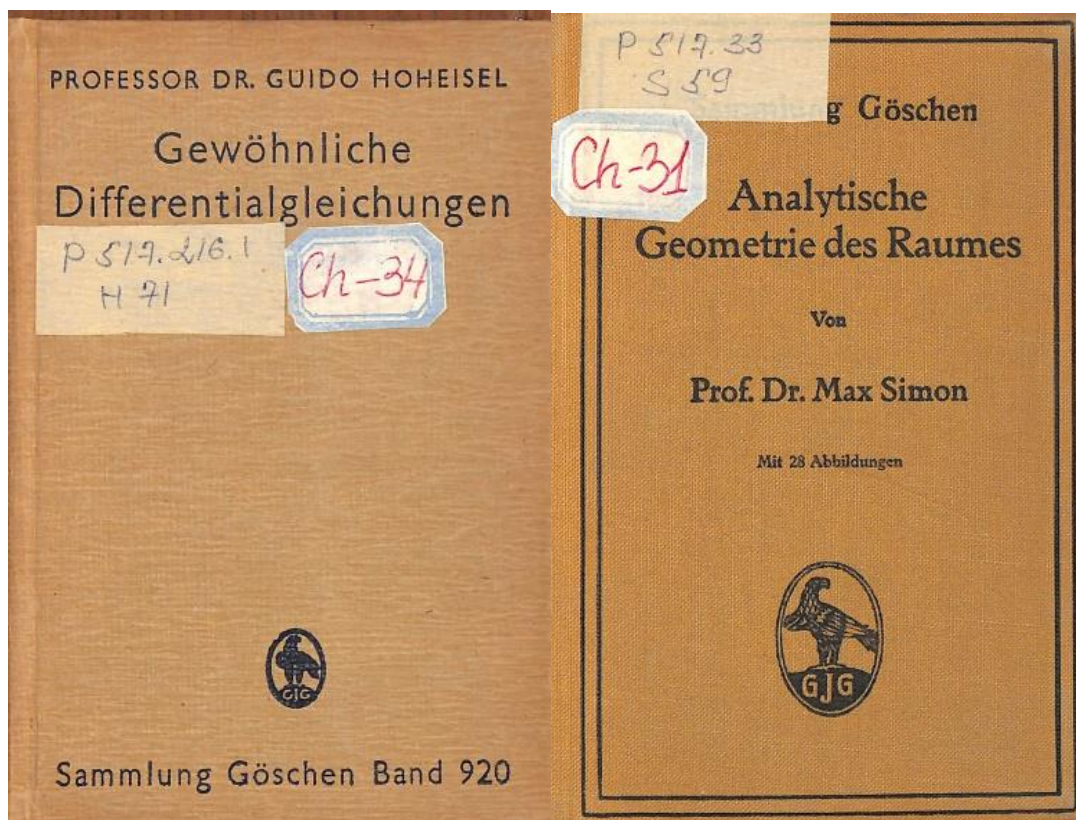 PROFESSOR DR. GUIDO HOHEISEL
Gewöhnliche
Differentialgleichungen
P 517.216.1
H 71
Ch-34
GJG
Sammlung Göschen Band 920
P 517.33
S 59
Sammlung Göschen
Ch-31
Analytische
Geometrie des Raumes
Von
Prof. Dr. Max Simon
Mit 28 Abbildungen
GJG